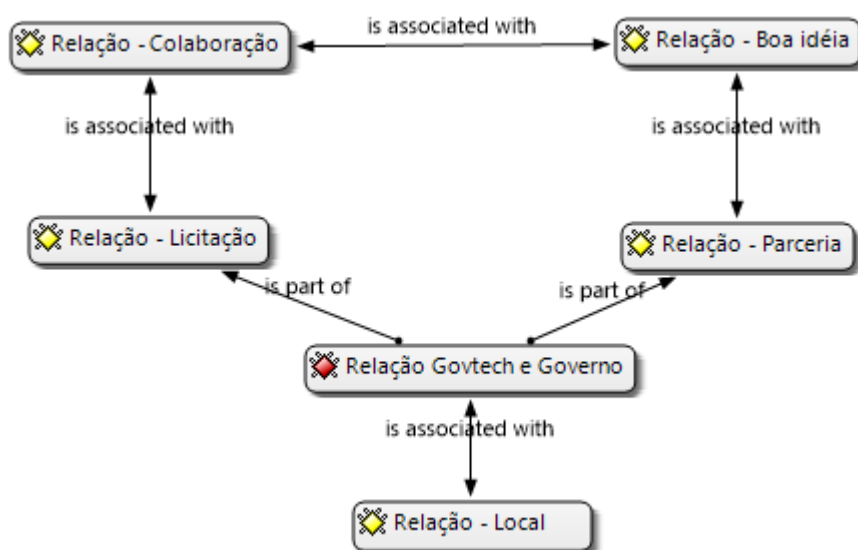 is associated with
Relação - Colaboração
Relação - Boa idéia
is associated with
is associated with
Relação - Licitação
Relação - Parceria
is part of
is part of
Relação Govtech e Governo
is associated with
Relação - Local